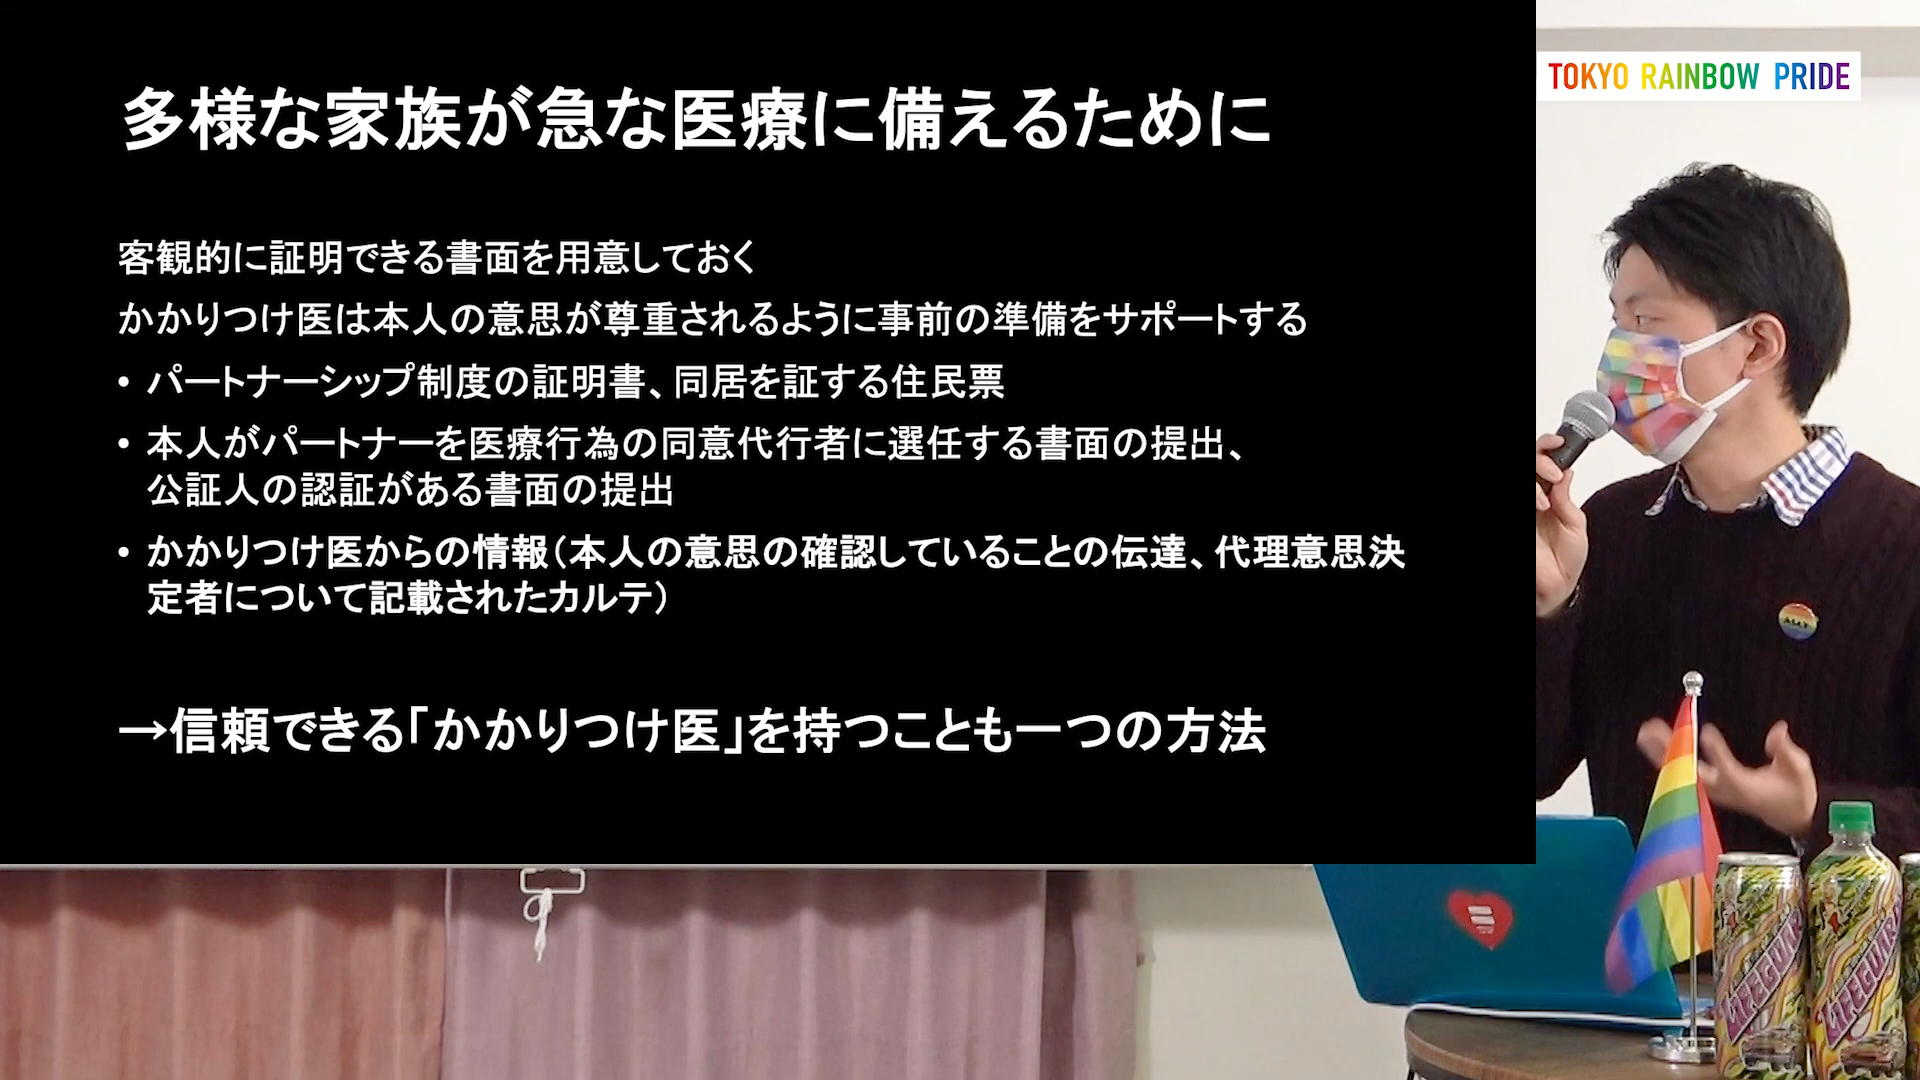 多様な家族が急な医療に備えるために
TOKYO RAINBOW PRIDE
客観的に証明できる書面を用意しておく
かかりつけ医は本人の意思が尊重されるように事前の準備をサポートする
• パートナーシップ制度の証明書、同居を証する住民票
• 本人がパートナーを医療行為の同意代行者に選任する書面の提出、
公証人の認証がある書面の提出
• かかりつけ医からの情報（本人の意思の確認していることの伝達、代理意思決
定者について記載されたカルテ）
→信頼できる「かかりつけ医」を持つことも一つの方法
ALLY
LIFEGUARD
LIFEGUARD